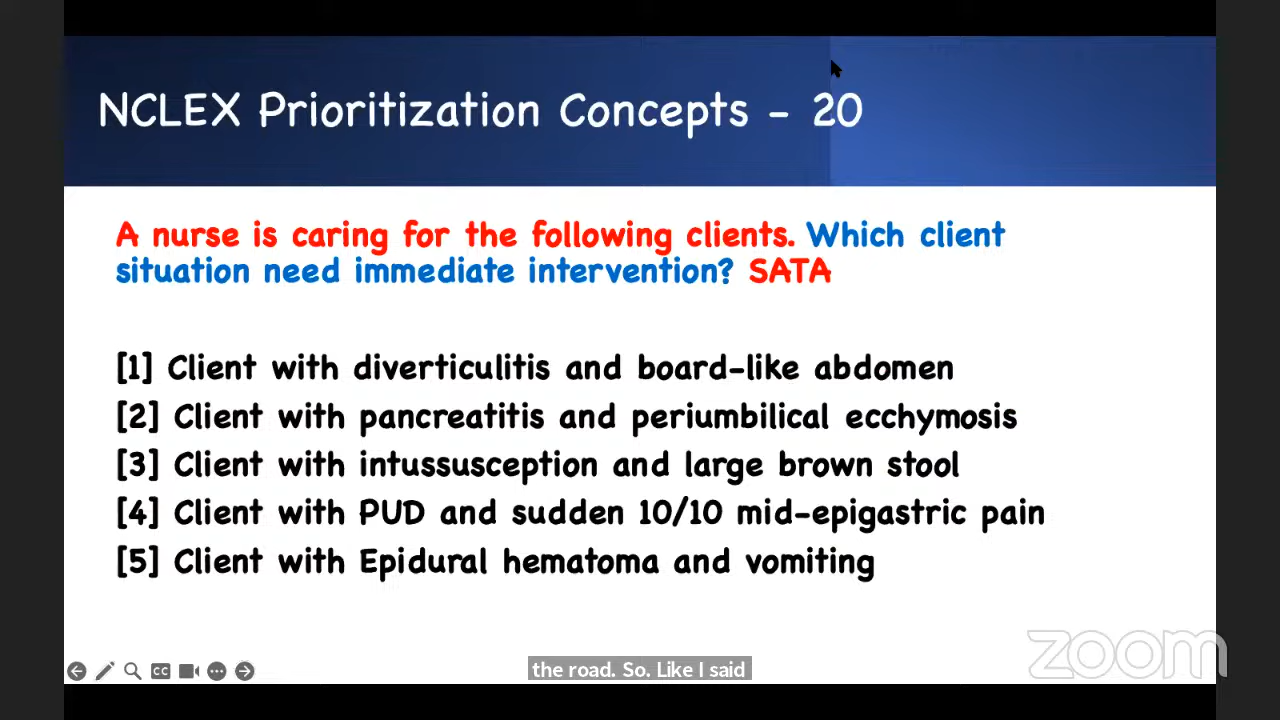 NCLEX Prioritization Concepts - 20
A nurse is caring for the following clients. Which client
situation need immediate intervention? SATA
[1] Client with diverticulitis and board-like abdomen
[2] Client with pancreatitis and periumbilical ecchymosis
[3] Client with intussusception and large brown stool
[4] Client with PUD and sudden 10/10 mid-epigastric pain
[5] Client with Epidural hematoma and vomiting
zoom
CC
the road. So. Like I said